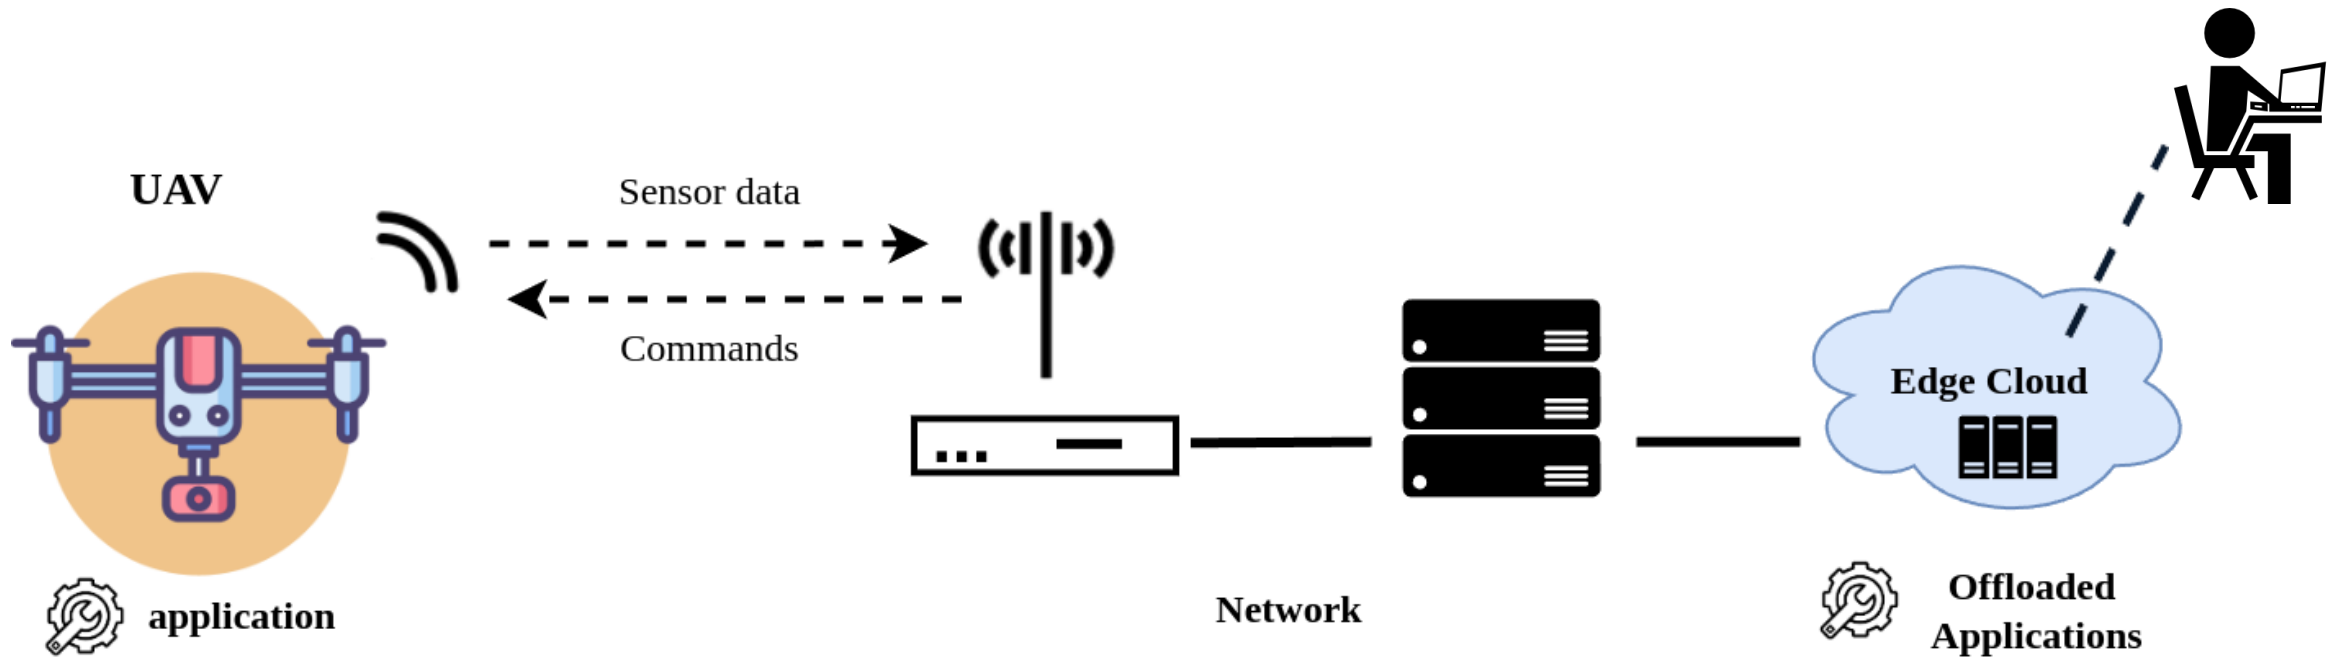 UAV
Sensor data
Commands
Edge Cloud
application
Network
Offloaded
Applications